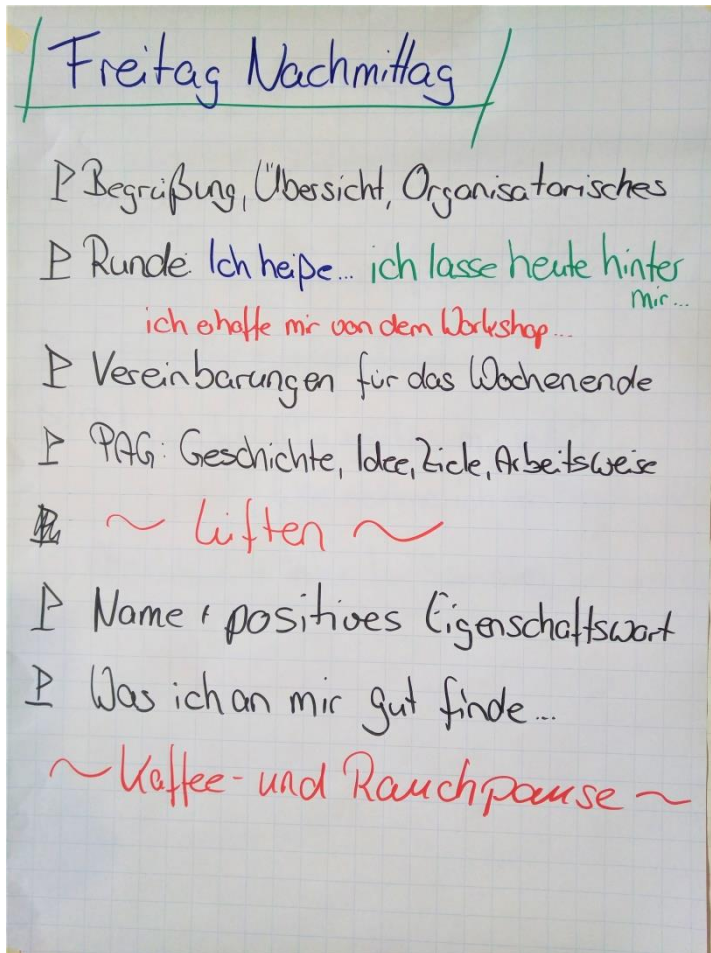 Freitag Nachmittag
Begrüßung, Übersicht, Organisatorisches
Runde: Ich heiße... ich lasse heute hinter
mir...
ich ehoffe mir von dem Workshop...
Vereinbarungen für das Wochenende
PAG: Geschichte, Idee, Ziele, Arbeitsweise
~ Lüften ~
Name + positives Eigenschaftswort
Was ich an mir gut finde...
~ Kaffee- und Rauchpause ~